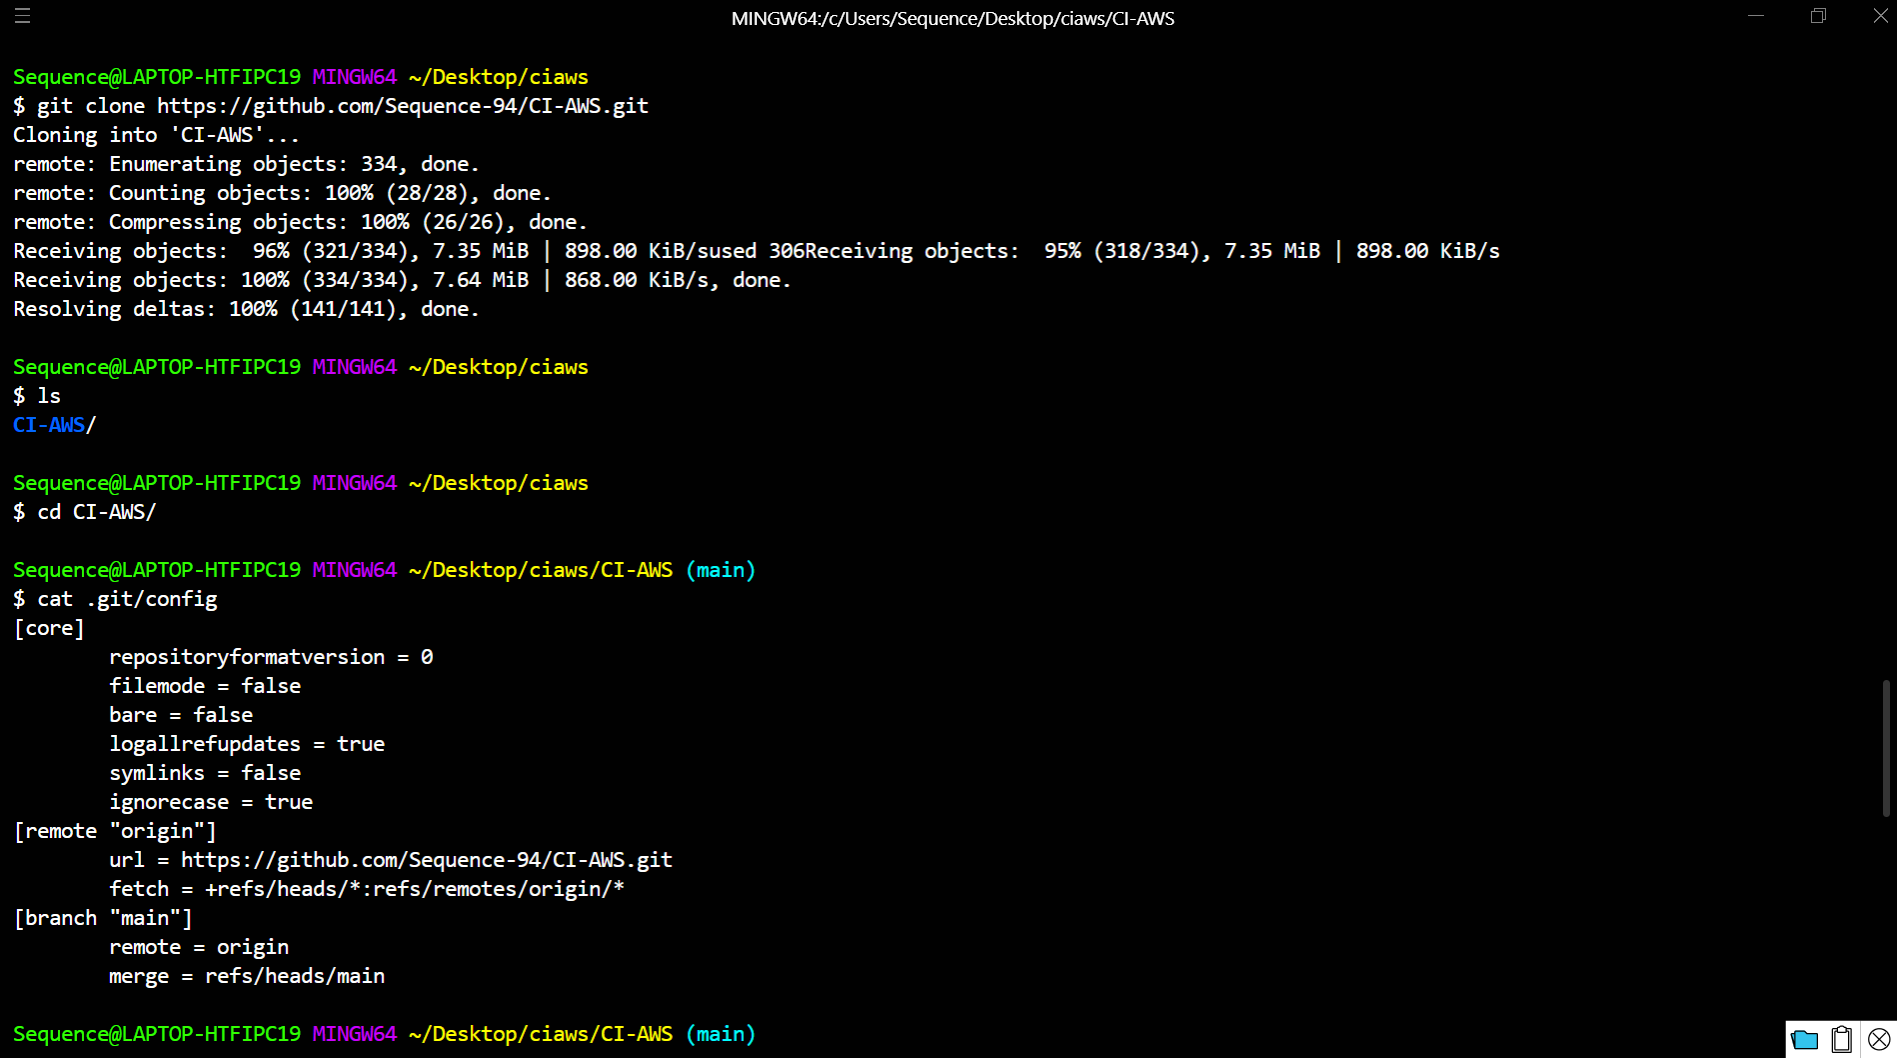 MINGW64:/c/Users/Sequence/Desktop/ciaws/CI-AWS
Sequence@LAPTOP-HTFIPC19 MINGW64 ~/Desktop/ciaws
$ git clone https://github.com/Sequence-94/CI-AWS.git
Cloning into 'CI-AWS'...
remote: Enumerating objects: 334, done.
remote: Counting objects: 100% (28/28), done.
remote: Compressing objects: 100% (26/26), done.
Receiving objects:  96% (321/334), 7.35 MiB | 898.00 KiB/sused 306Receiving objects:  95% (318/334), 7.35 MiB | 898.00 KiB/s
Receiving objects: 100% (334/334), 7.64 MiB | 868.00 KiB/s, done.
Resolving deltas: 100% (141/141), done.
Sequence@LAPTOP-HTFIPC19 MINGW64 ~/Desktop/ciaws
$ ls
CI-AWS/
Sequence@LAPTOP-HTFIPC19 MINGW64 ~/Desktop/ciaws
$ cd CI-AWS/
Sequence@LAPTOP-HTFIPC19 MINGW64 ~/Desktop/ciaws/CI-AWS (main)
$ cat .git/config
[core]
        repositoryformatversion = 0
        filemode = false
        bare = false
        logallrefupdates = true
        symlinks = false
        ignorecase = true
[remote "origin"]
        url = https://github.com/Sequence-94/CI-AWS.git
        fetch = +refs/heads/*:refs/remotes/origin/*
[branch "main"]
        remote = origin
        merge = refs/heads/main
Sequence@LAPTOP-HTFIPC19 MINGW64 ~/Desktop/ciaws/CI-AWS (main)